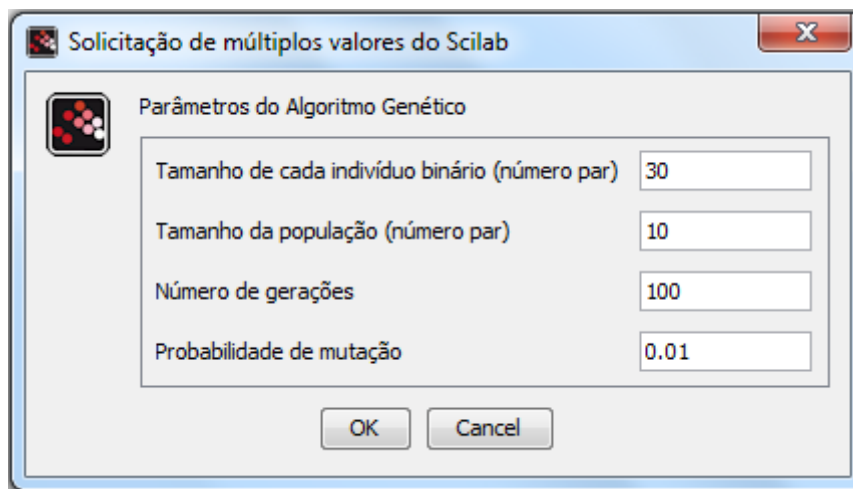 Solicitação de múltiplos valores do Scilab
Parâmetros do Algoritmo Genético
Tamanho de cada indivíduo binário (número par) 30
Tamanho da população (número par) 10
Número de gerações 100
Probabilidade de mutação 0.01
OK Cancel